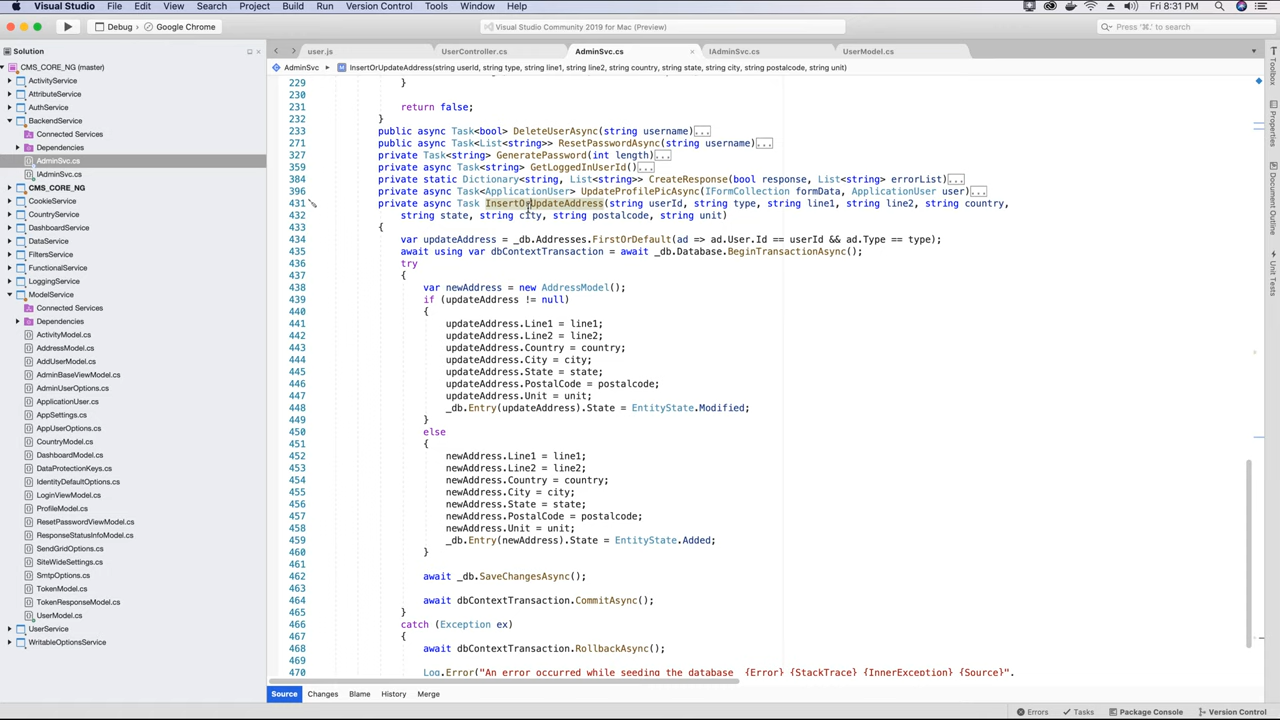 Visual Studio File Edit View Search Project Build Run Version Control Tools Window Help Fri 8:31 PM
Debug Google Chrome Visual Studio Community 2019 for Mac (Preview) Press '⌘.' to search
Solution
user.js UserController.cs AdminSvc.cs IAdminSvc.cs UserModel.cs
AdminSvc InsertOrUpdateAddress(string userId, string type, string line1, string line2, string country, string state, string city, string postalcode, string unit)
CMS_CORE_NG (master)
ActivityService
AttributeService
AuthService
BackendService
Connected Services
Dependencies
AdminSvc.cs
IAdminSvc.cs
CMS_CORE_NG
CookieService
CountryService
DashboardService
DataService
FiltersService
FunctionalService
LoggingService
ModelService
Connected Services
Dependencies
ActivityModel.cs
AddressModel.cs
AddUserModel.cs
AdminBaseViewModel.cs
AdminUserOptions.cs
ApplicationUser.cs
AppSettings.cs
AppUserOptions.cs
CountryModel.cs
DashboardModel.cs
DataProtectionKeys.cs
IdentityDefaultOptions.cs
LoginViewModel.cs
ProfileModel.cs
ResetPasswordViewModel.cs
ResponseStatusInfoModel.cs
SendGridOptions.cs
SiteWideSettings.cs
SmtpOptions.cs
TokenModel.cs
TokenResponseModel.cs
UserModel.cs
UserService
WritableOptionsService
229 }
230
231 return false;
232 }
233 public async Task<bool> DeleteUserAsync(string username)...
271 public async Task<List<string>> ResetPasswordAsync(string username)...
327 private Task<string> GeneratePassword(int length)...
359 private async Task<string> GetLoggedInUserId()...
384 private static Dictionary<string, List<string>> CreateResponse(bool response, List<string> errorList)...
396 private async Task<ApplicationUser> UpdateProfilePicAsync(IFormCollection formData, ApplicationUser user)...
431 private async Task InsertOrUpdateAddress(string userId, string type, string line1, string line2, string country,
432 string state, string city, string postalcode, string unit)
433 {
434 var updateAddress = _db.Addresses.FirstOrDefault(ad => ad.User.Id == userId && ad.Type == type);
435 await using var dbContextTransaction = await _db.Database.BeginTransactionAsync();
436 try
437 {
438 var newAddress = new AddressModel();
439 if (updateAddress != null)
440 {
441 updateAddress.Line1 = line1;
442 updateAddress.Line2 = line2;
443 updateAddress.Country = country;
444 updateAddress.City = city;
445 updateAddress.State = state;
446 updateAddress.PostalCode = postalcode;
447 updateAddress.Unit = unit;
448 _db.Entry(updateAddress).State = EntityState.Modified;
449 }
450 else
451 {
452 newAddress.Line1 = line1;
453 newAddress.Line2 = line2;
454 newAddress.Country = country;
455 newAddress.City = city;
456 newAddress.State = state;
457 newAddress.PostalCode = postalcode;
458 newAddress.Unit = unit;
459 _db.Entry(newAddress).State = EntityState.Added;
460 }
461
462 await _db.SaveChangesAsync();
463
464 await dbContextTransaction.CommitAsync();
465 }
466 catch (Exception ex)
467 {
468 await dbContextTransaction.RollbackAsync();
469
470 Log.Error("An error occurred while seeding the database {Error} {StackTrace} {InnerException} {Source}",
Toolbox
Properties
Document Outline
Unit Tests
Source Changes Blame History Merge
Errors Tasks Package Console Version Control